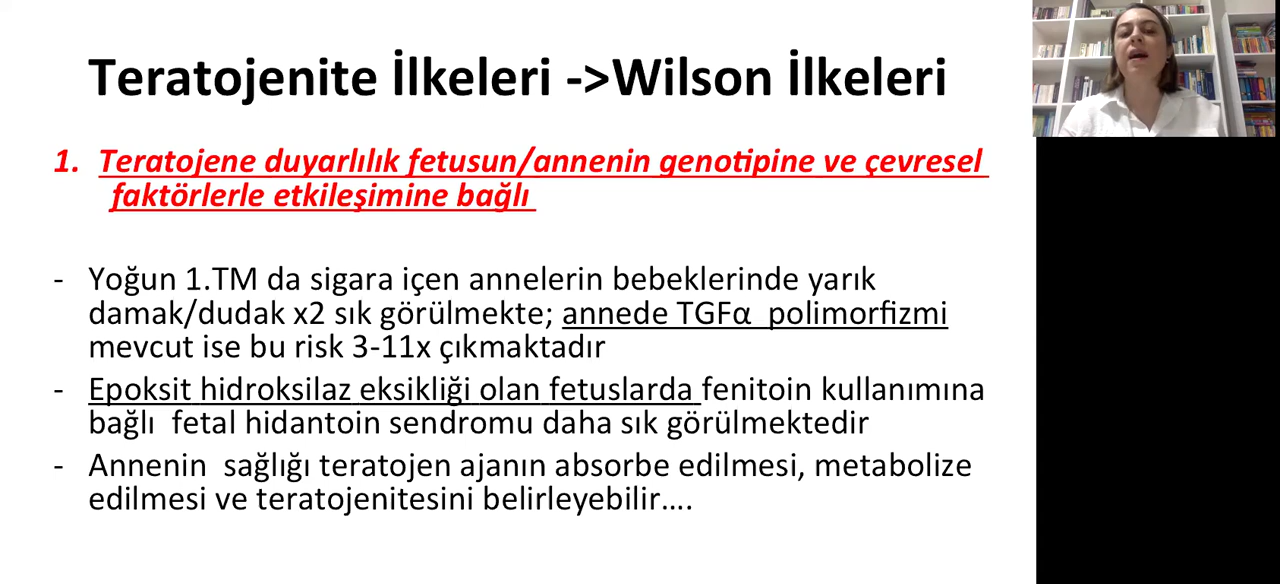 Teratojenite İlkeleri ->Wilson İlkeleri
1. Teratojene duyarlılık fetusun/annenin genotipine ve çevresel
faktörlerle etkileşimine bağlı
- Yoğun 1.TM da sigara içen annelerin bebeklerinde yarık
damak/dudak x2 sık görülmekte; annede TGFα polimorfizmi
mevcut ise bu risk 3-11x çıkmaktadır
- Epoksit hidroksilaz eksikliği olan fetuslarda fenitoin kullanımına
bağlı fetal hidantoin sendromu daha sık görülmektedir
- Annenin sağlığı teratojen ajanın absorbe edilmesi, metabolize
edilmesi ve teratojenitesini belirleyebilir....